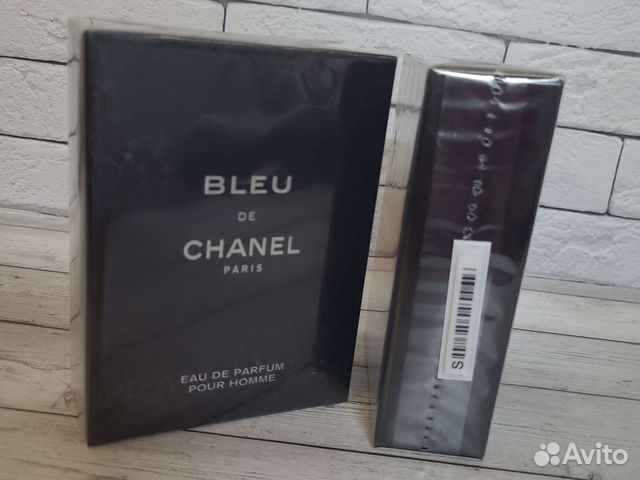 BLEU
DE
CHANEL
PARIS
EAU DE PARFUM
POUR HOMME
S
Avito